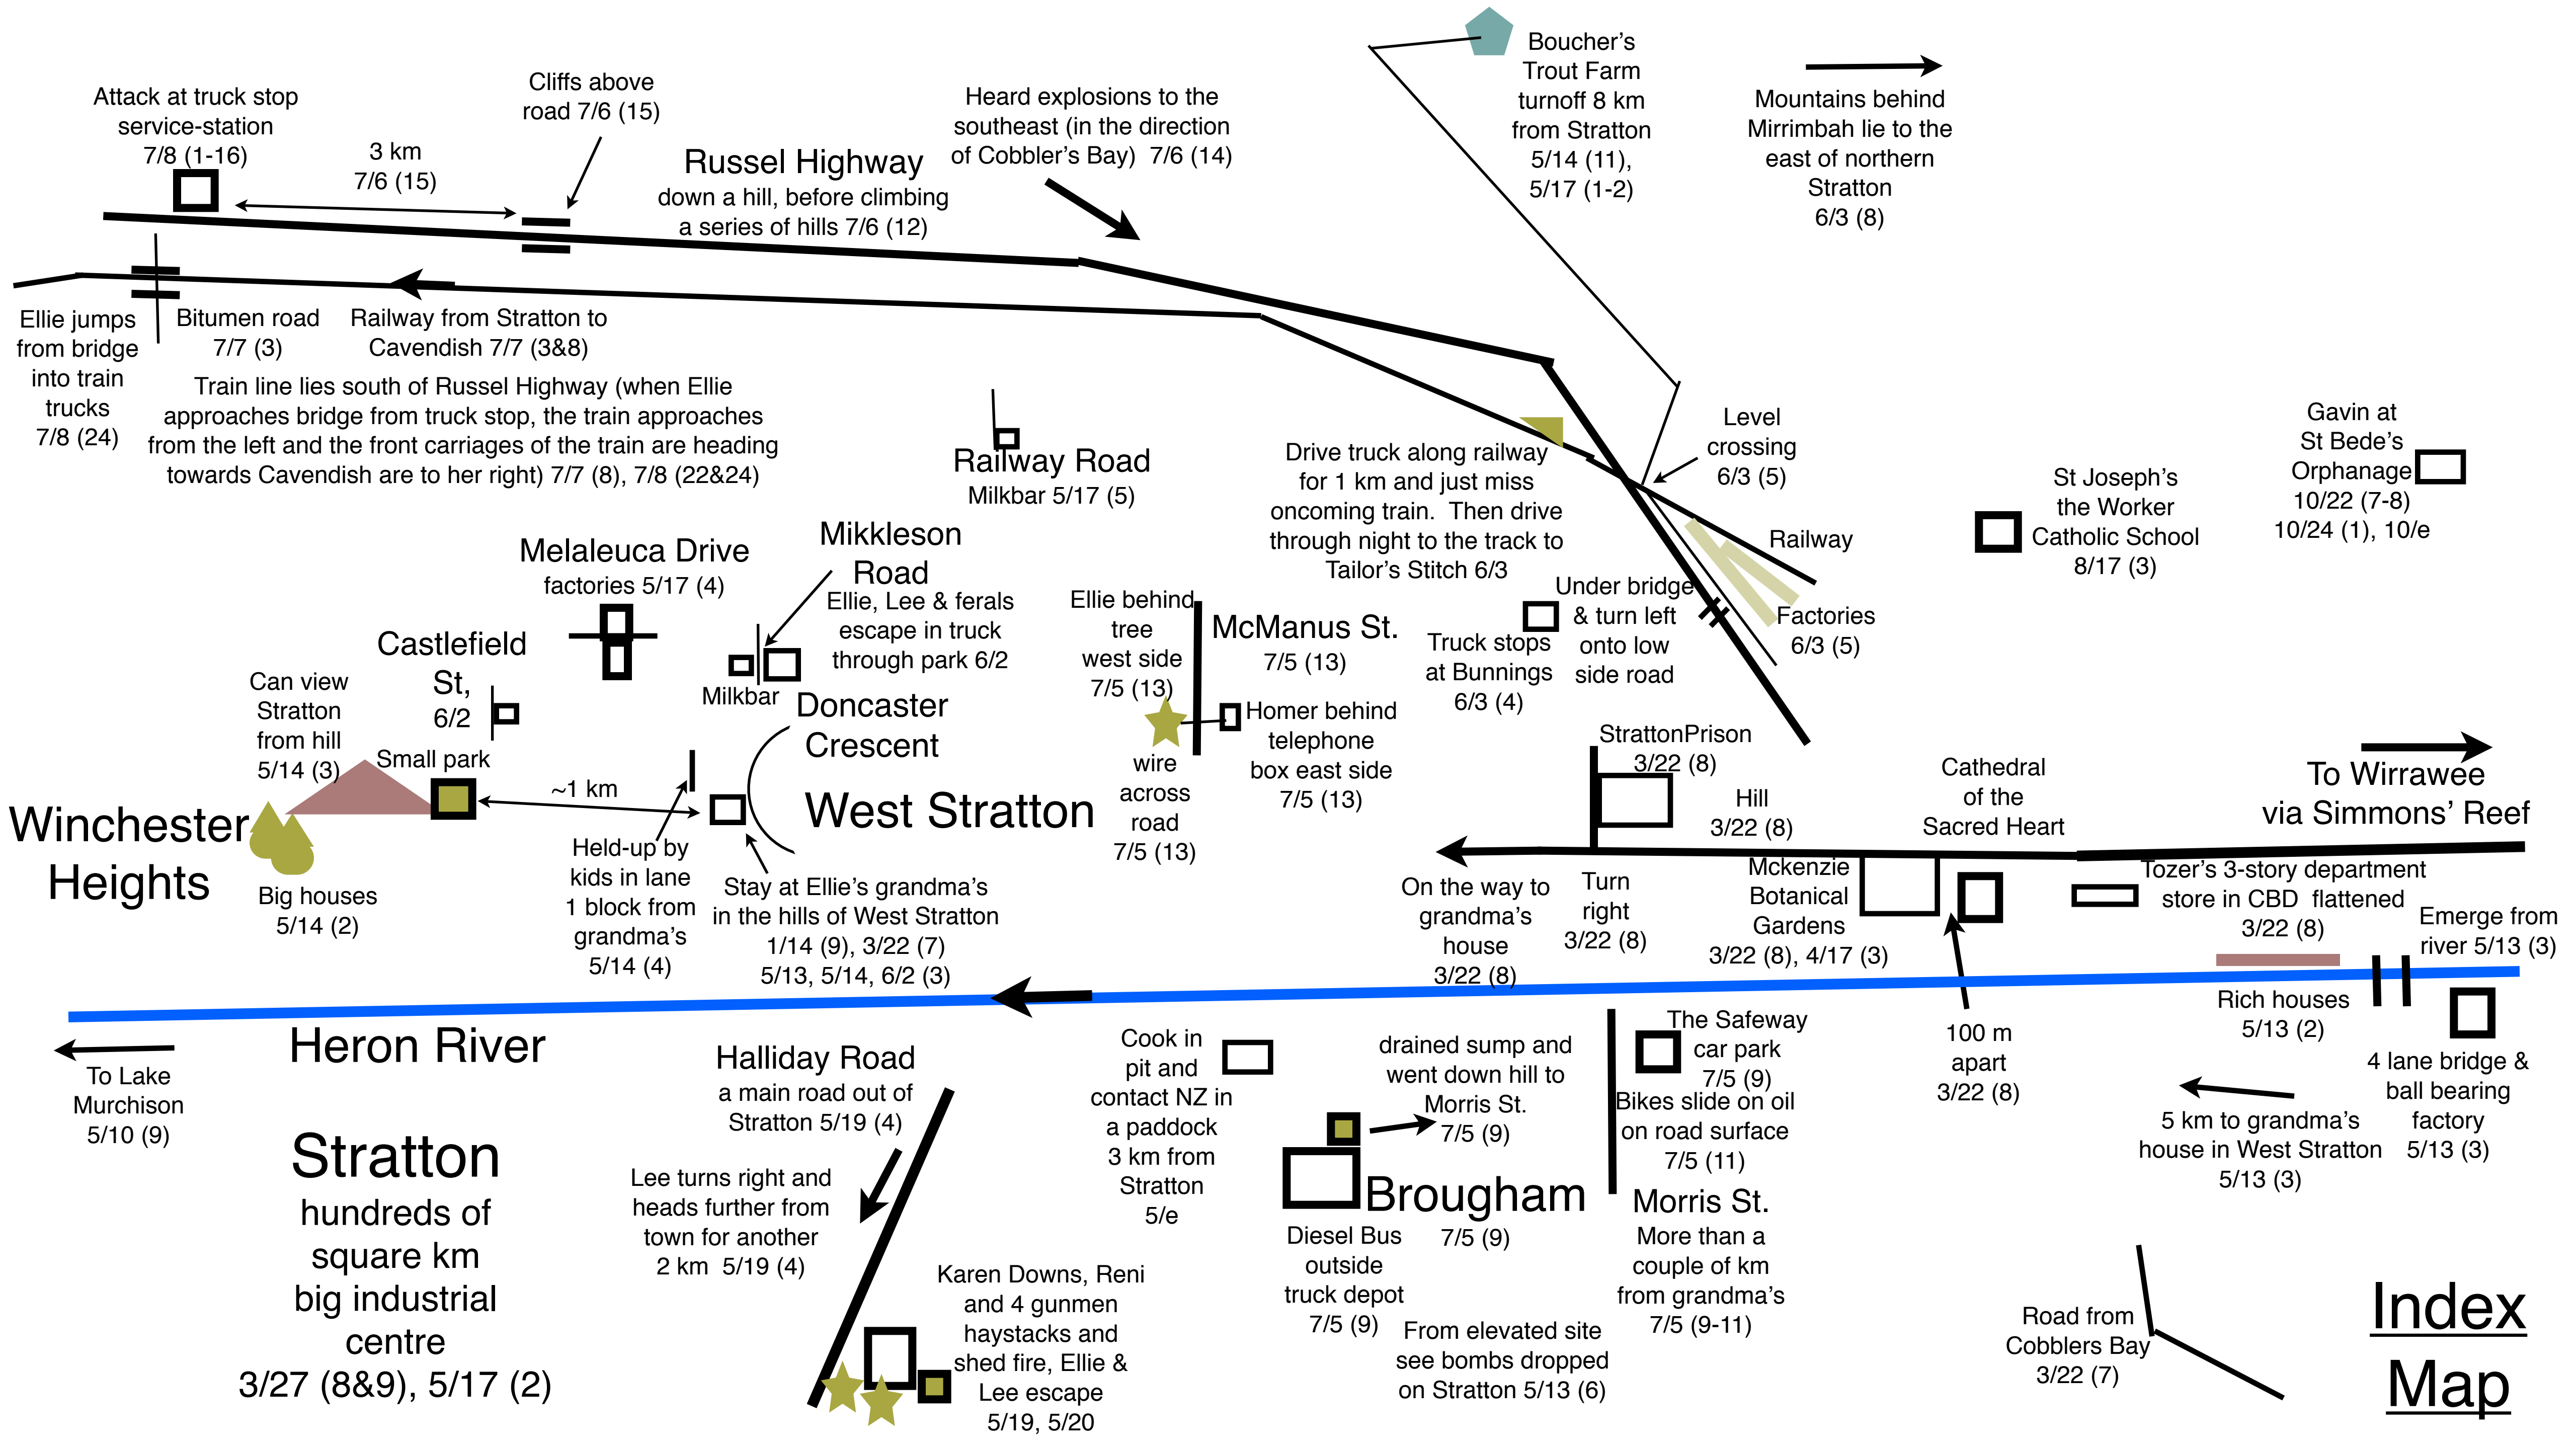 Attack at truck stop
service-station
7/8 (1-16)
3 km
7/6 (15)
Cliffs above
road 7/6 (15)
Russel Highway
down a hill, before climbing
a series of hills 7/6 (12)
Heard explosions to the
southeast (in the direction
of Cobbler's Bay)  7/6 (14)
Boucher's
Trout Farm
turnoff 8 km
from Stratton
5/14 (11),
5/17 (1-2)
Mountains behind
Mirrimbah lie to the
east of northern
Stratton
6/3 (8)
Ellie jumps
from bridge
into train
trucks
7/8 (24)
Bitumen road
7/7 (3)
Railway from Stratton to
Cavendish 7/7 (3&8)
Train line lies south of Russel Highway (when Ellie
approaches bridge from truck stop, the train approaches
from the left and the front carriages of the train are heading
towards Cavendish are to her right) 7/7 (8), 7/8 (22&24)
Railway Road
Milkbar 5/17 (5)
Drive truck along railway
for 1 km and just miss
oncoming train.  Then drive
through night to the track to
Tailor's Stitch 6/3
Level
crossing
6/3 (5)
Railway
Factories
6/3 (5)
St Joseph's
the Worker
Catholic School
8/17 (3)
Gavin at
St Bede's
Orphanage
10/22 (7-8)
10/24 (1), 10/e
Melaleuca Drive
factories 5/17 (4)
Mikkleson
Road
Ellie, Lee & ferals
escape in truck
through park 6/2
Milkbar
Castlefield
St,
6/2
Can view
Stratton
from hill
5/14 (3)
Small park
~1 km
Doncaster
Crescent
West Stratton
Ellie behind
tree
west side
7/5 (13)
wire
across
road
7/5 (13)
McManus St.
7/5 (13)
Homer behind
telephone
box east side
7/5 (13)
Truck stops
at Bunnings
6/3 (4)
Under bridge
& turn left
onto low
side road
StrattonPrison
3/22 (8)
Hill
3/22 (8)
Cathedral
of the
Sacred Heart
To Wirrawee
via Simmons' Reef
Winchester
Heights
Big houses
5/14 (2)
Held-up by
kids in lane
1 block from
grandma's
5/14 (4)
Stay at Ellie's grandma's
in the hills of West Stratton
1/14 (9), 3/22 (7)
5/13, 5/14, 6/2 (3)
On the way to
grandma's
house
3/22 (8)
Turn
right
3/22 (8)
Mckenzie
Botanical
Gardens
3/22 (8), 4/17 (3)
Tozer's 3-story department
store in CBD  flattened
3/22 (8)
Emerge from
river 5/13 (3)
Rich houses
5/13 (2)
100 m
apart
3/22 (8)
4 lane bridge &
ball bearing
factory
5/13 (3)
5 km to grandma's
house in West Stratton
5/13 (3)
Heron River
To Lake
Murchison
5/10 (9)
Stratton
hundreds of
square km
big industrial
centre
3/27 (8&9), 5/17 (2)
Halliday Road
a main road out of
Stratton 5/19 (4)
Lee turns right and
heads further from
town for another
2 km  5/19 (4)
Karen Downs, Reni
and 4 gunmen
haystacks and
shed fire, Ellie &
Lee escape
5/19, 5/20
Cook in
pit and
contact NZ in
a paddock
3 km from
Stratton
5/e
drained sump and
went down hill to
Morris St.
7/5 (9)
Brougham
7/5 (9)
Diesel Bus
outside
truck depot
7/5 (9)
The Safeway
car park
7/5 (9)
Bikes slide on oil
on road surface
7/5 (11)
Morris St.
More than a
couple of km
from grandma's
7/5 (9-11)
From elevated site
see bombs dropped
on Stratton 5/13 (6)
Road from
Cobblers Bay
3/22 (7)
Index
Map